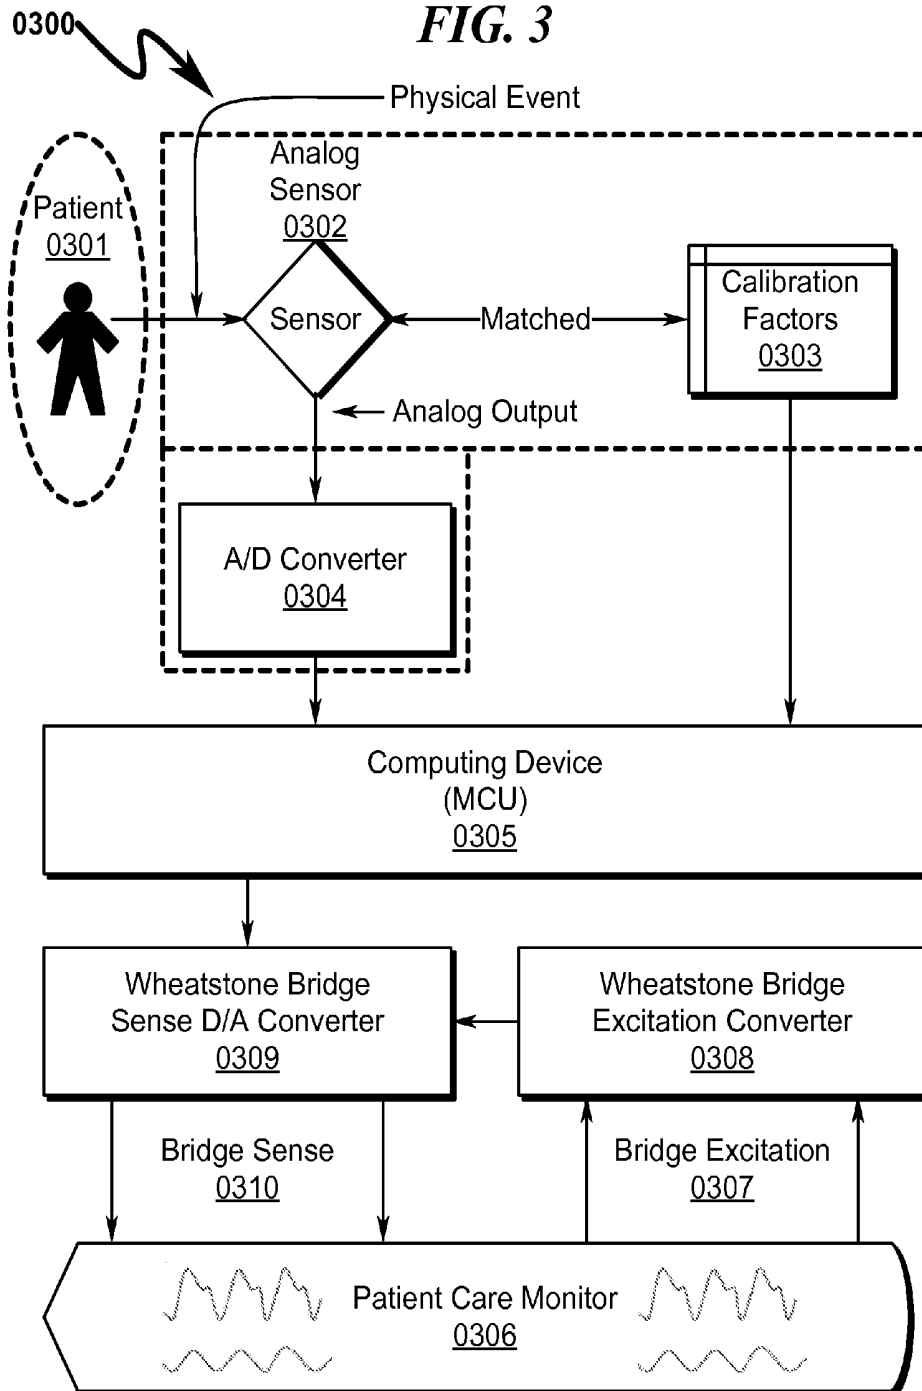 0300
FIG. 3
Physical Event
Analog
Sensor
0302
Patient
0301
Sensor
Matched
Calibration
Factors
0303
Analog Output
A/D Converter
0304
Computing Device
(MCU)
0305
Wheatstone Bridge
Sense D/A Converter
0309
Wheatstone Bridge
Excitation Converter
0308
Bridge Sense
0310
Bridge Excitation
0307
Patient Care Monitor
0306